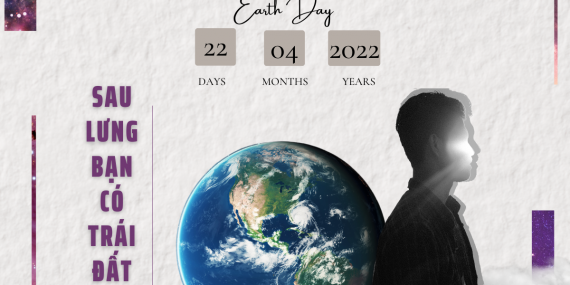 Earth Day
22 04 2022
DAYS MONTHS YEARS
SAU
LƯNG
BẠN
CÓ
TRÁI
ĐẤT